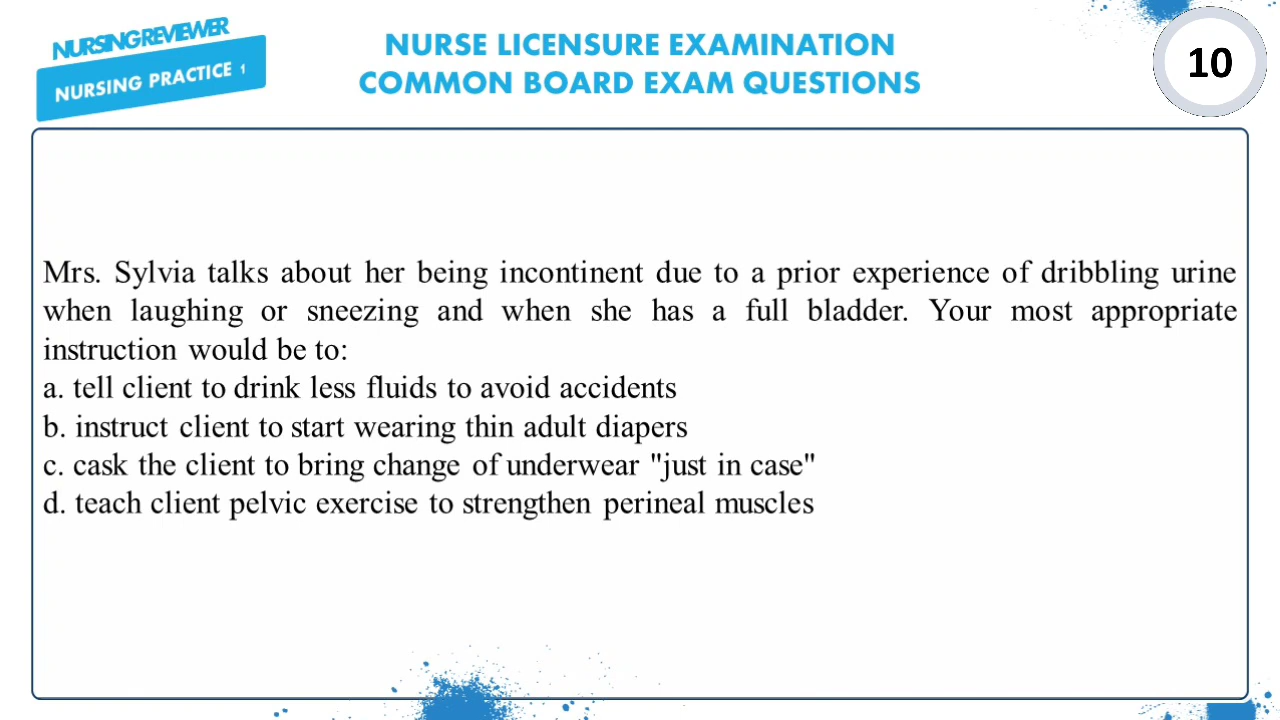 NURSINGREVIEWER
NURSING PRACTICE 1
NURSE LICENSURE EXAMINATION
COMMON BOARD EXAM QUESTIONS
10
Mrs. Sylvia talks about her being incontinent due to a prior experience of dribbling urine
when laughing or sneezing and when she has a full bladder. Your most appropriate
instruction would be to:
a. tell client to drink less fluids to avoid accidents
b. instruct client to start wearing thin adult diapers
c. cask the client to bring change of underwear "just in case"
d. teach client pelvic exercise to strengthen perineal muscles